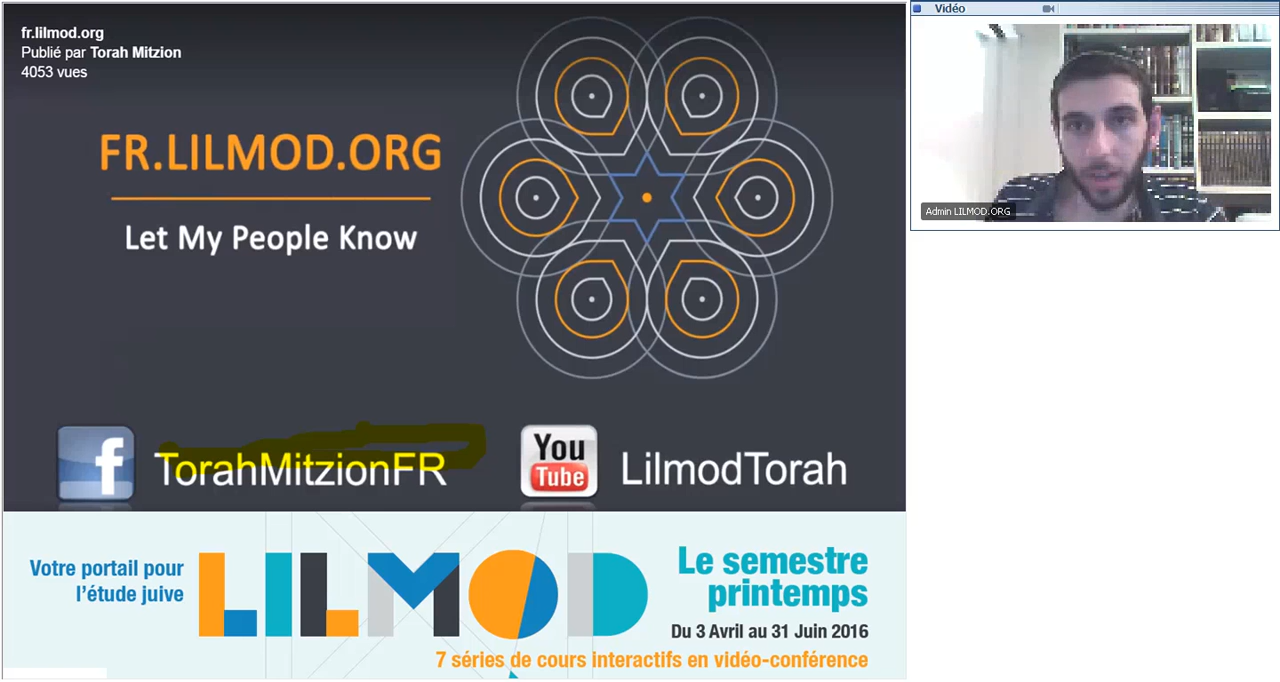 fr.lilmod.org
Publié par Torah Mitzion
4053 vues
FR.LILMOD.ORG
Let My People Know
f TorahMitzionFR
You
Tube
LilmodTorah
Votre portail pour
l'étude juive
LILMOD
Le semestre
printemps
Du 3 Avril au 31 Juin 2016
7 séries de cours interactifs en vidéo-conférence
Vidéo
Admin LILMOD.ORG